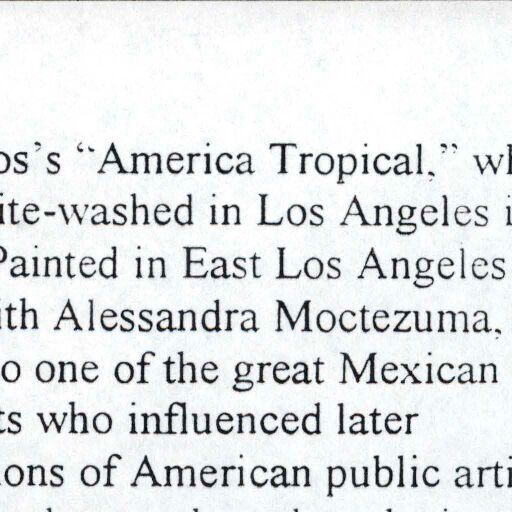 os's “America Tropical,” wh
ite-washed in Los Angeles i
Painted in East Los Angeles
ith Alessandra Moctezuma,
o one of the great Mexican
ts who influenced later
ions of American public arti